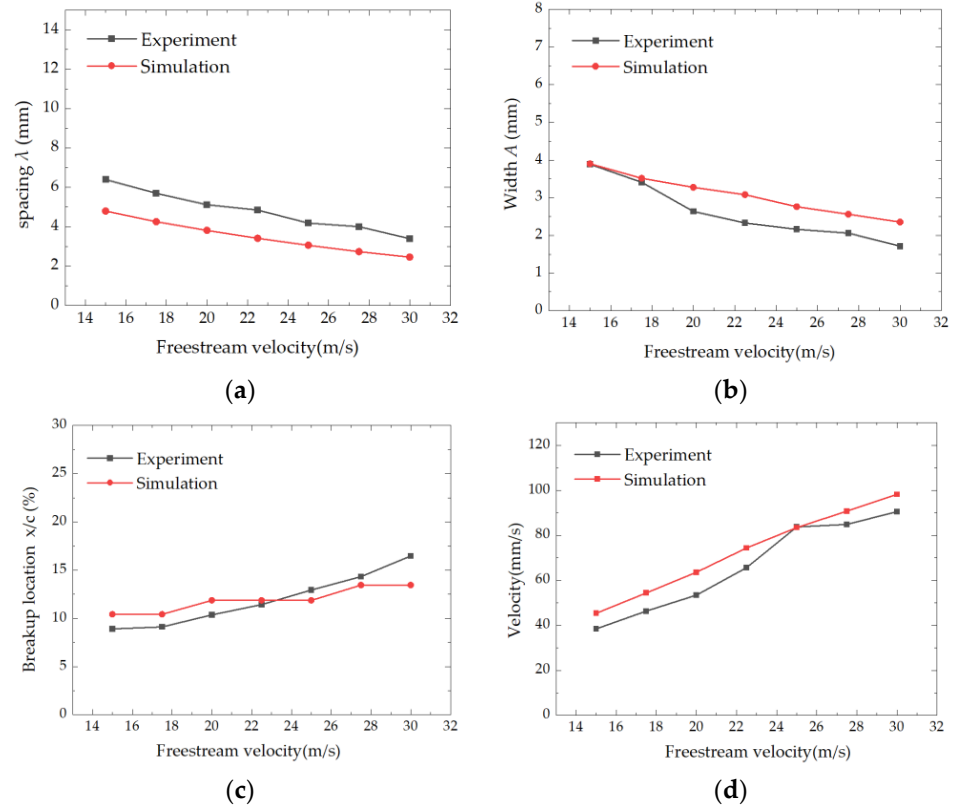 Experiment
Simulation
spacing λ (mm)
14
12
10
8
6
4
2
0
14 16 18 20 22 24 26 28 30 32
Freestream velocity(m/s)
(a)
Experiment
Simulation
Width A (mm)
8
7
6
5
4
3
2
1
0
14 16 18 20 22 24 26 28 30 32
Freestream velocity(m/s)
(b)
Experiment
Simulation
Breakup location x/c (%)
30
25
20
15
10
5
0
14 16 18 20 22 24 26 28 30 32
Freestream velocity(m/s)
(c)
Experiment
Simulation
Velocity(mm/s)
120
100
80
60
40
20
0
14 16 18 20 22 24 26 28 30 32
Freestream velocity(m/s)
(d)